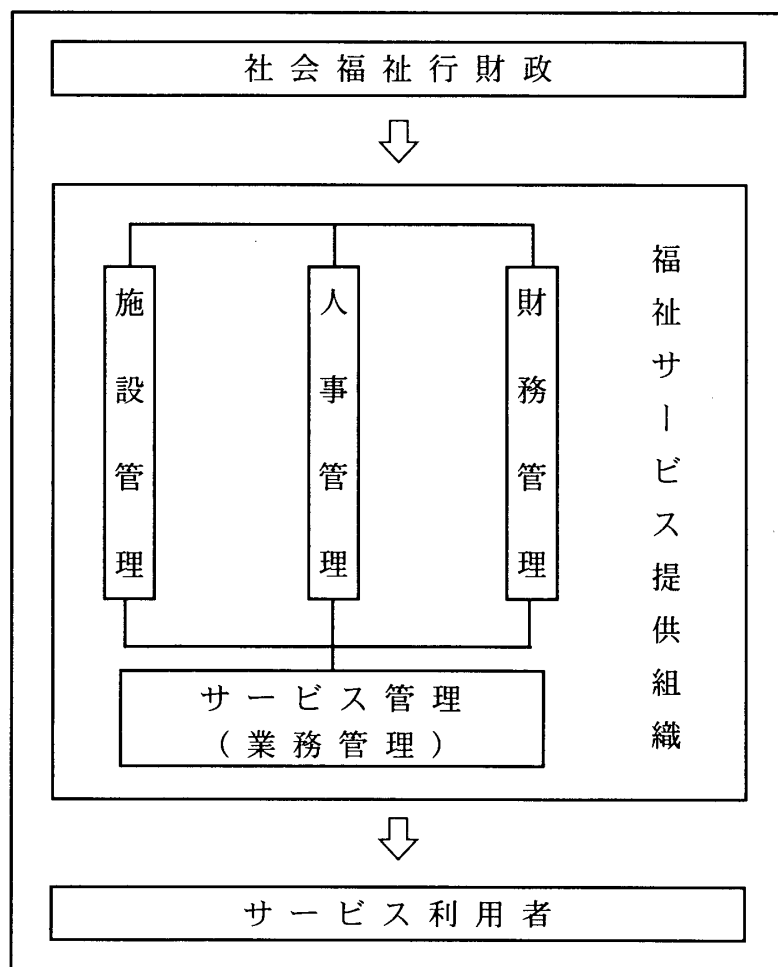 社会福祉行財政
施設管理
人事管理
財務管理
福祉サービス提供組織
サービス管理
(業務管理)
サービス利用者